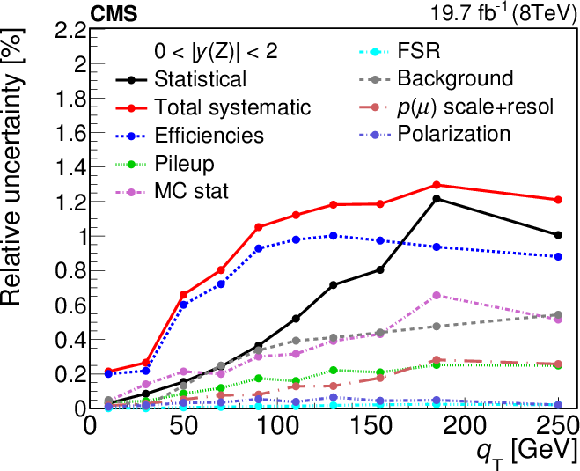 CMS 19.7 fb⁻¹ (8TeV)
Relative uncertainty [%]
2.2
2
1.8
1.6
1.4
1.2
1
0.8
0.6
0.4
0.2
0
0 < |y(Z)| < 2
Statistical
Total systematic
Efficiencies
Pileup
MC stat
FSR
Background
p(μ) scale+resol
Polarization
0 50 100 150 200 250
q_T [GeV]